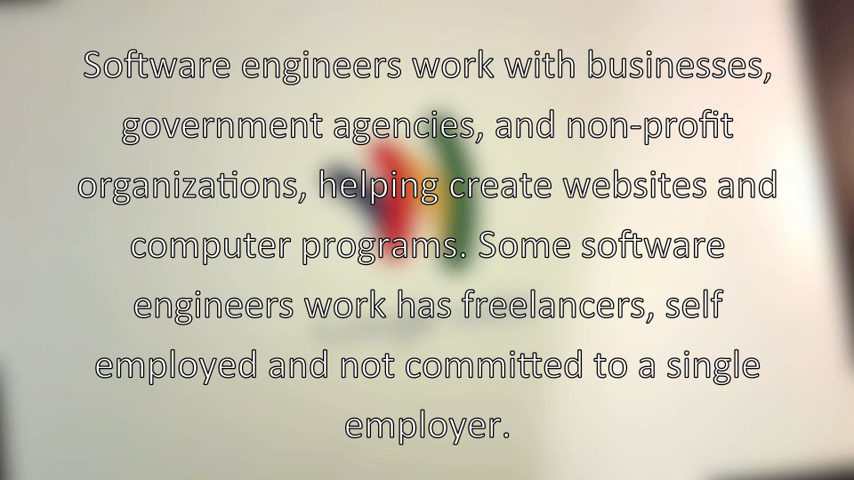 Software engineers work with businesses,
government agencies, and non-profit
organizations, helping create websites and
computer programs. Some software
engineers work has freelancers, self
employed and not committed to a single
employer.